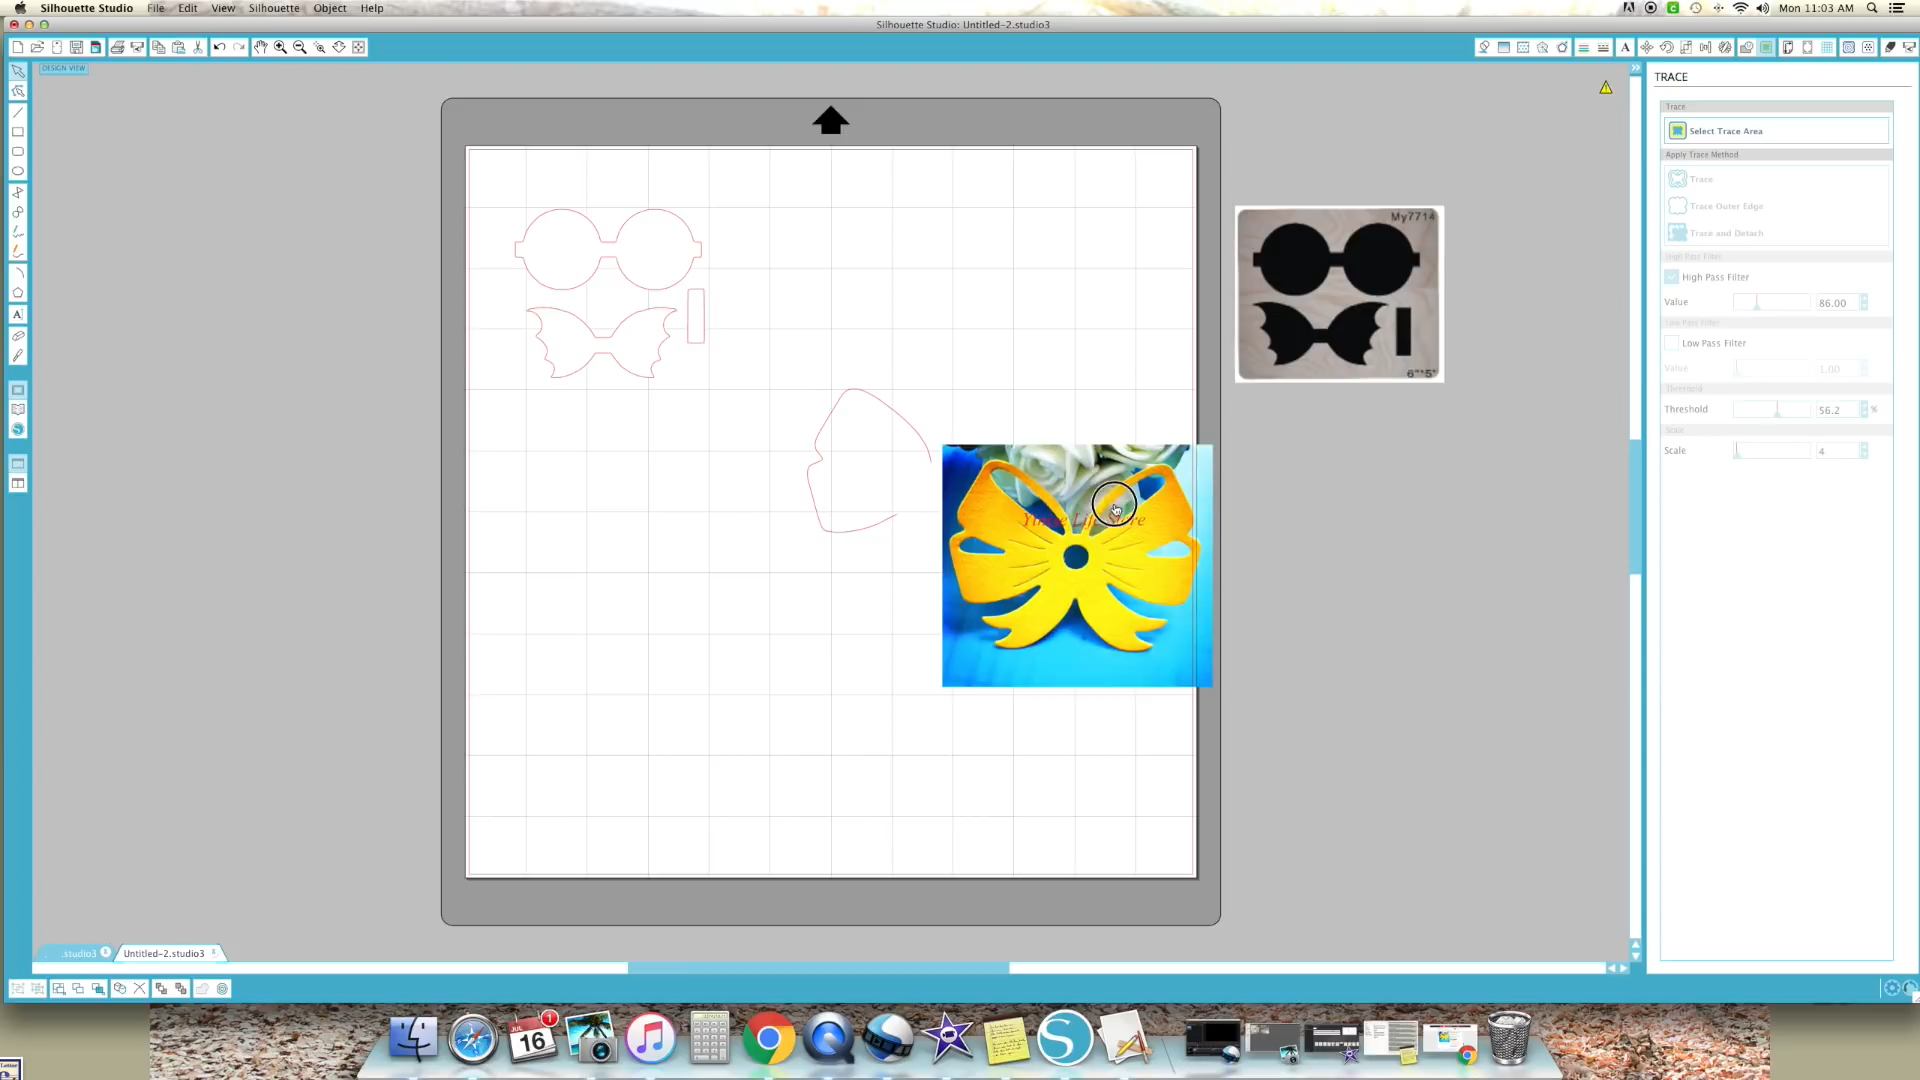 Silhouette Studio File Edit View Silhouette Object Help
Mon 11:03 AM
Silhouette Studio: Untitled-2.studio3
DESIGN VIEW
TRACE
Trace
Select Trace Area
Apply Trace Method
Trace
Trace Outer Edge
Trace and Detach
High Pass Filter
High Pass Filter
Value 86.00
Low Pass Filter
Low Pass Filter
Value 1.00
Threshold
Threshold 56.2 %
Scale
Scale 4
My7714
6"*5"
.studio3
Untitled-2.studio3
JUL
16
1